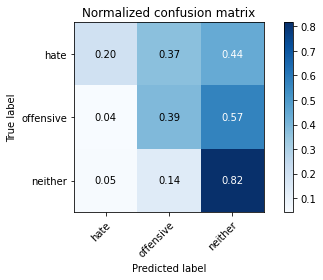 Normalized confusion matrix
True label
hate 0.20 0.37 0.44
offensive 0.04 0.39 0.57
neither 0.05 0.14 0.82
hate offensive neither
Predicted label
0.8
0.7
0.6
0.5
0.4
0.3
0.2
0.1